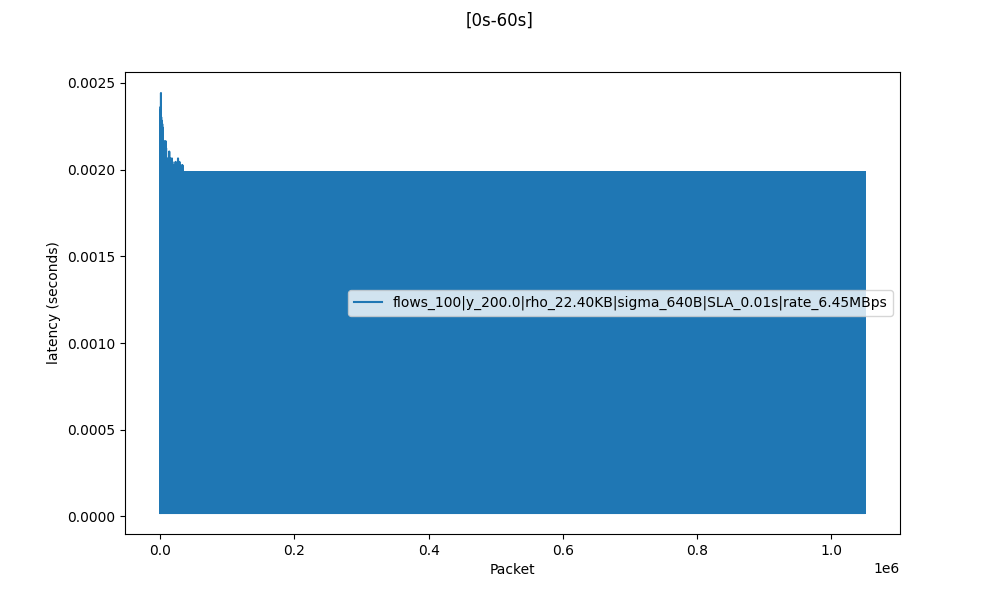 [0s-60s]
0.0025
0.0020
0.0015
0.0010
0.0005
0.0000
latency (seconds)
flows_100|y_200.0|rho_22.40KB|sigma_640B|SLA_0.01s|rate_6.45MBps
0.0 0.2 0.4 0.6 0.8 1.0
1e6
Packet